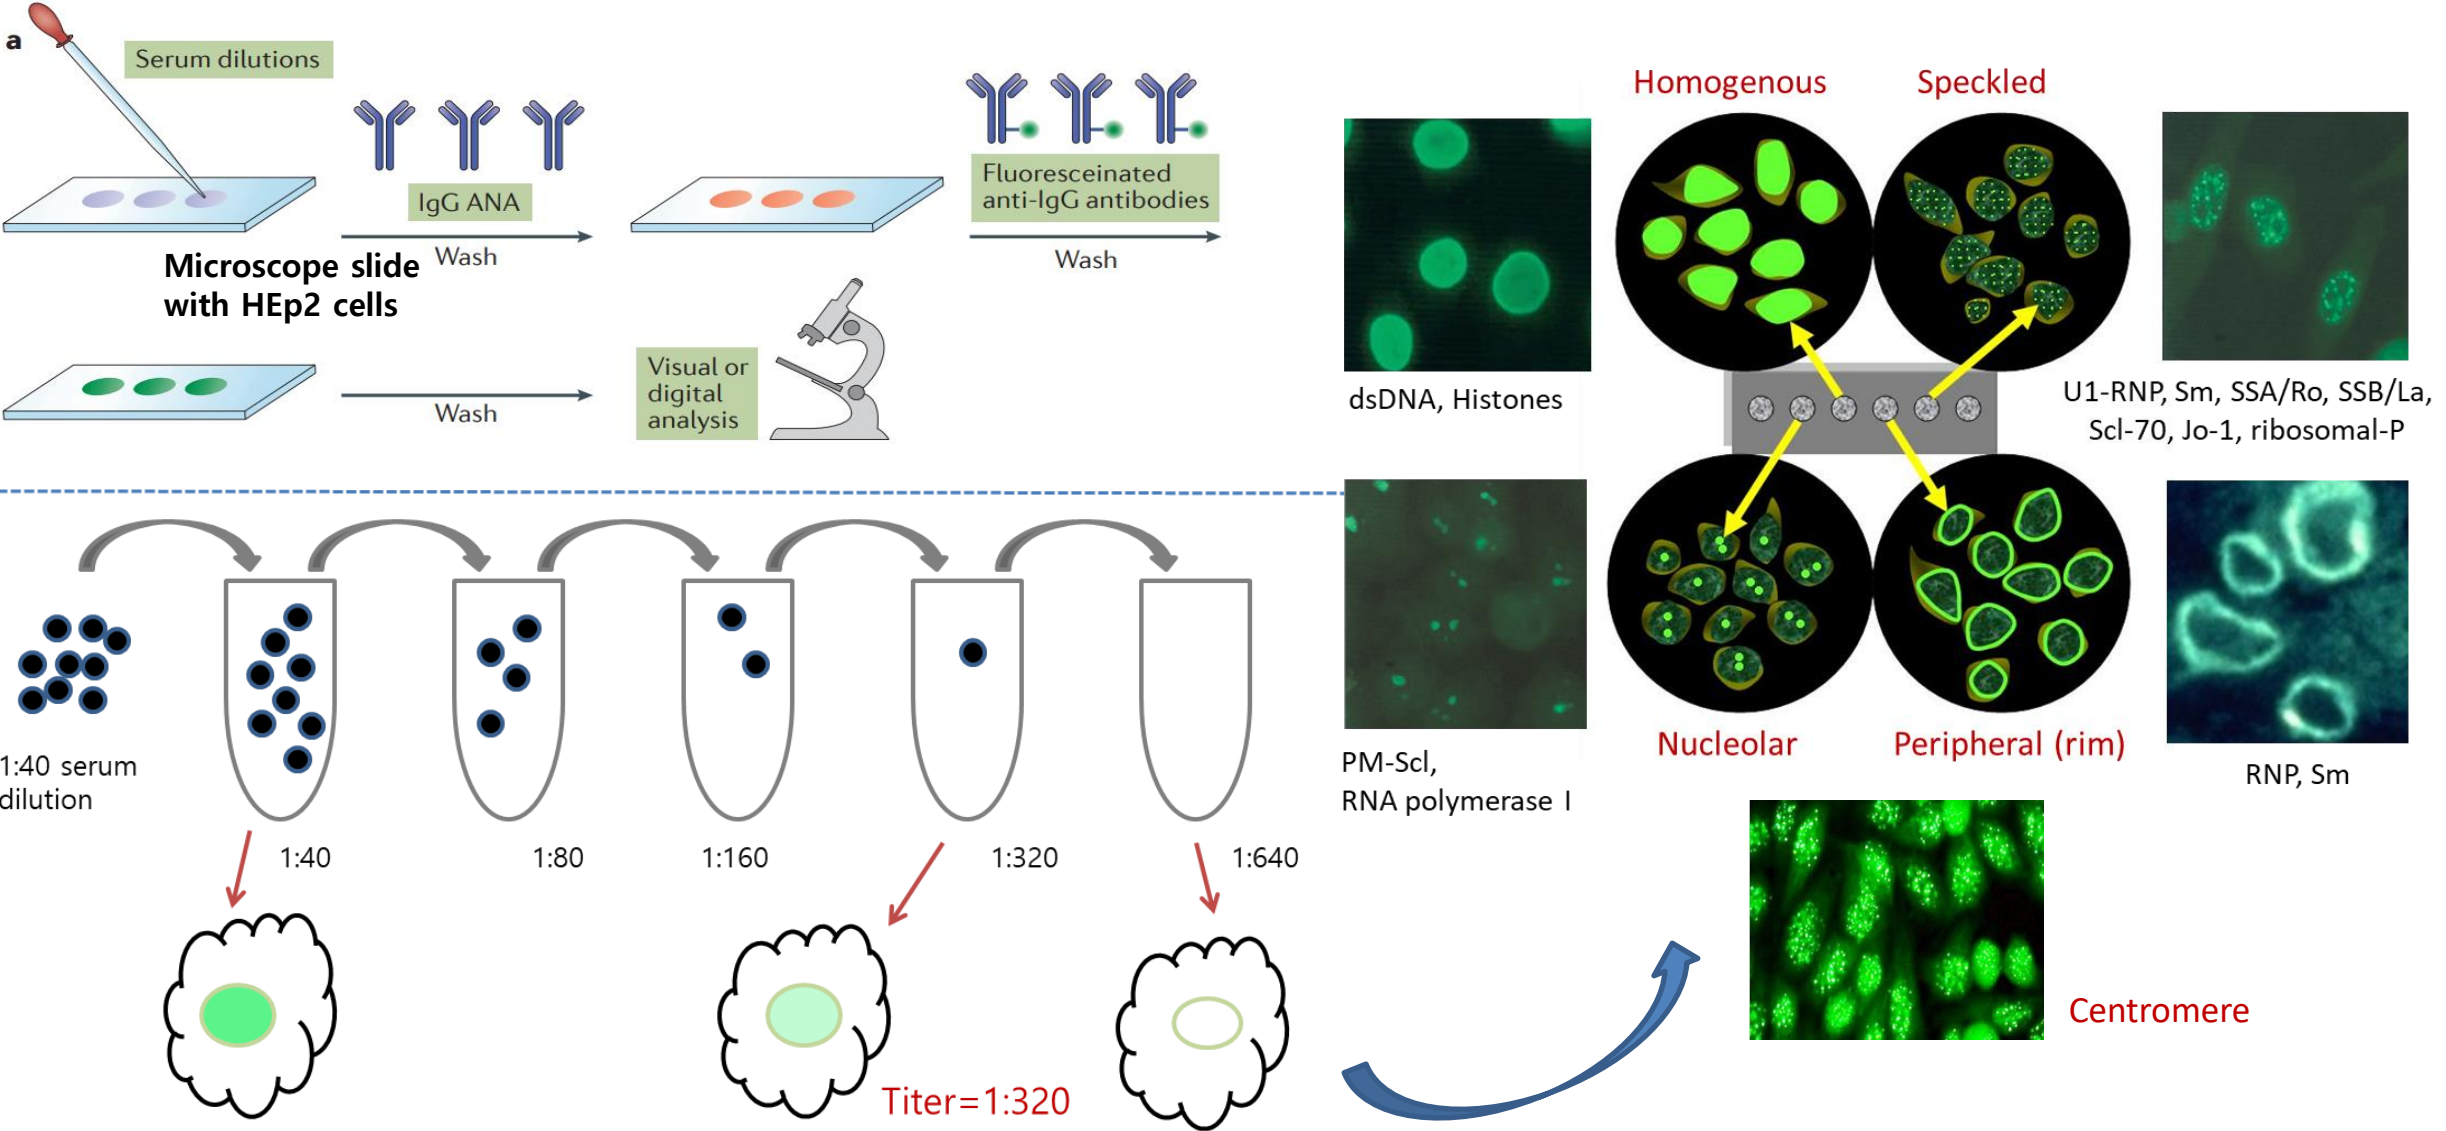 a
Serum dilutions
IgG ANA
Wash
Fluoresceinated
anti-IgG antibodies
Wash
Microscope slide
with HEp2 cells
Wash
Visual or
digital
analysis
1:40 serum
dilution
1:40
1:80
1:160
1:320
1:640
Titer=1:320
Homogenous
Speckled
dsDNA, Histones
U1-RNP, Sm, SSA/Ro, SSB/La,
Scl-70, Jo-1, ribosomal-P
Nucleolar
Peripheral (rim)
PM-Scl,
RNA polymerase I
RNP, Sm
Centromere